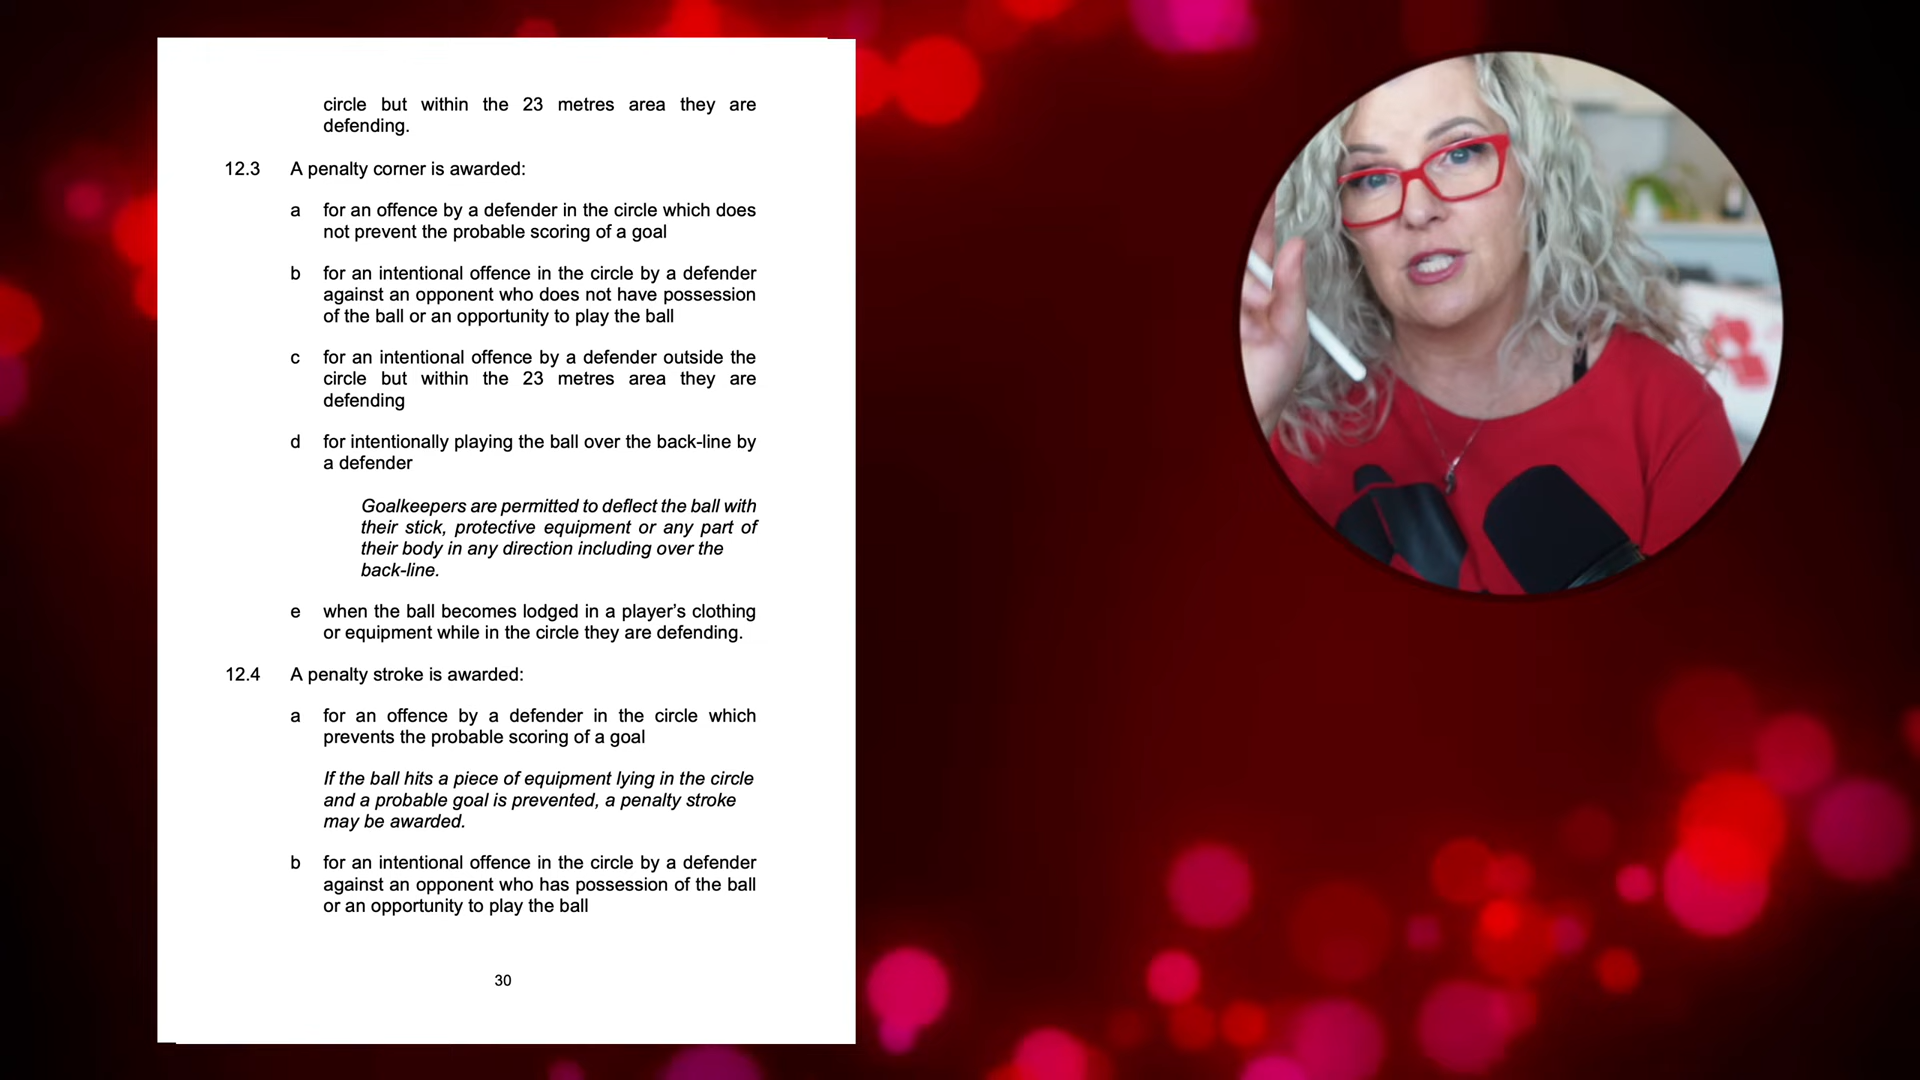 circle but within the 23 metres area they are
defending.
12.3 A penalty corner is awarded:
a for an offence by a defender in the circle which does
not prevent the probable scoring of a goal
b for an intentional offence in the circle by a defender
against an opponent who does not have possession
of the ball or an opportunity to play the ball
c for an intentional offence by a defender outside the
circle but within the 23 metres area they are
defending
d for intentionally playing the ball over the back-line by
a defender
Goalkeepers are permitted to deflect the ball with
their stick, protective equipment or any part of
their body in any direction including over the
back-line.
e when the ball becomes lodged in a player’s clothing
or equipment while in the circle they are defending.
12.4 A penalty stroke is awarded:
a for an offence by a defender in the circle which
prevents the probable scoring of a goal
If the ball hits a piece of equipment lying in the circle
and a probable goal is prevented, a penalty stroke
may be awarded.
b for an intentional offence in the circle by a defender
against an opponent who has possession of the ball
or an opportunity to play the ball
30